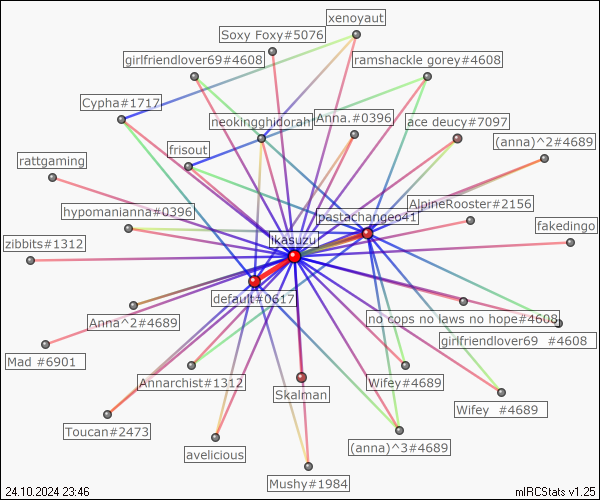 xenoyaut
Soxy Foxy#5076
girlfriendlover69#4608
ramshackle gorey#4608
Cypha#1717
neokingghidorah
Anna.#0396
ace deucy#7097
(anna)^2#4689
frisout
rattgaming
AlpineRooster#2156
hypomanianna#0396
pastachangeo41
fakedingo
zibbits#1312
ikasuzu
default#0617
Anna^2#4689
no cops no laws no hope#4608
girlfriendlover69 #4608
Mad #6901
Annarchist#1312
Skalman
Wifey#4689
Wifey #4689
Toucan#2473
avelicious
(anna)^3#4689
Mushy#1984
24.10.2024 23:46
mIRCStats v1.25